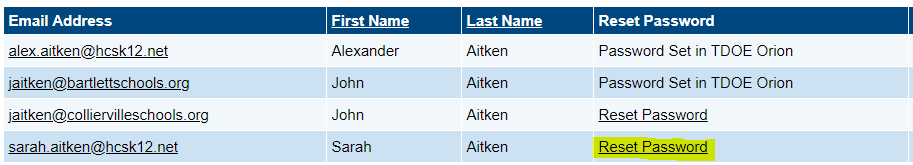 Email Address First Name Last Name Reset Password
alex.aitken@hcsk12.net Alexander Aitken Password Set in TDOE Orion
jaitken@bartlettschools.org John Aitken Password Set in TDOE Orion
jaitken@colliervilleschools.org John Aitken Reset Password
sarah.aitken@hcsk12.net Sarah Aitken Reset Password